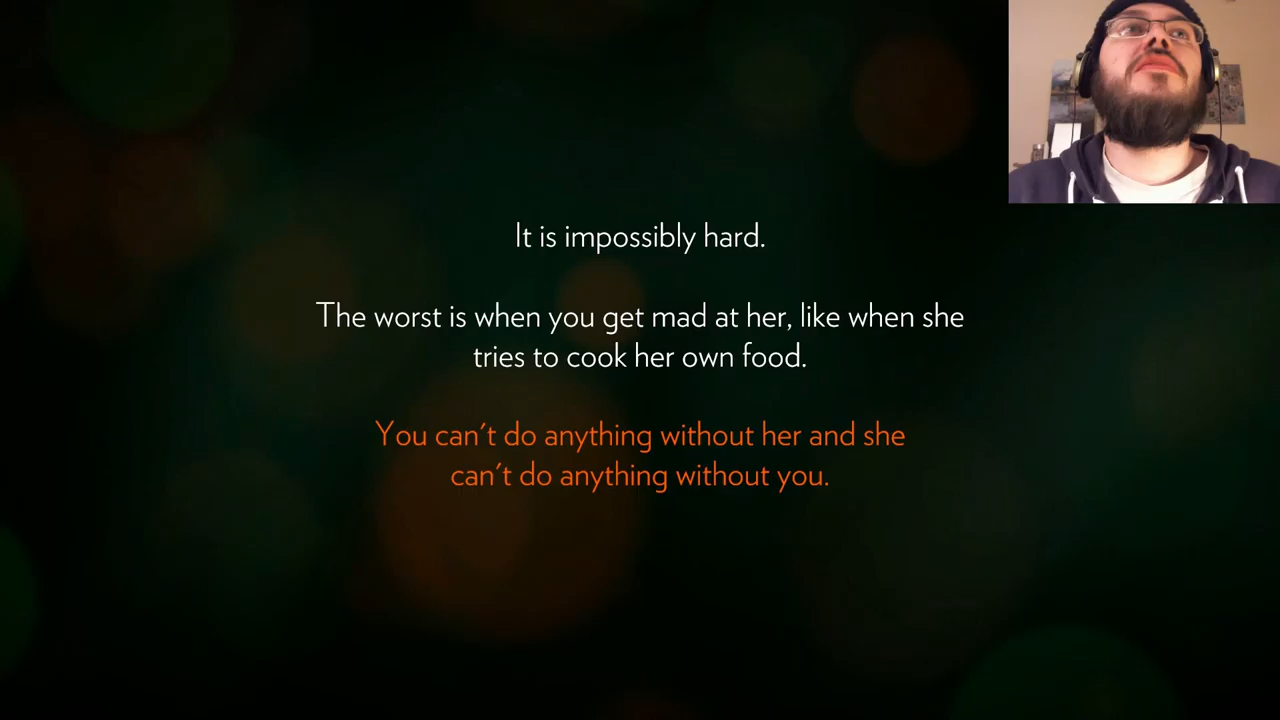 It is impossibly hard.
The worst is when you get mad at her, like when she
tries to cook her own food.
You can't do anything without her and she
can't do anything without you.